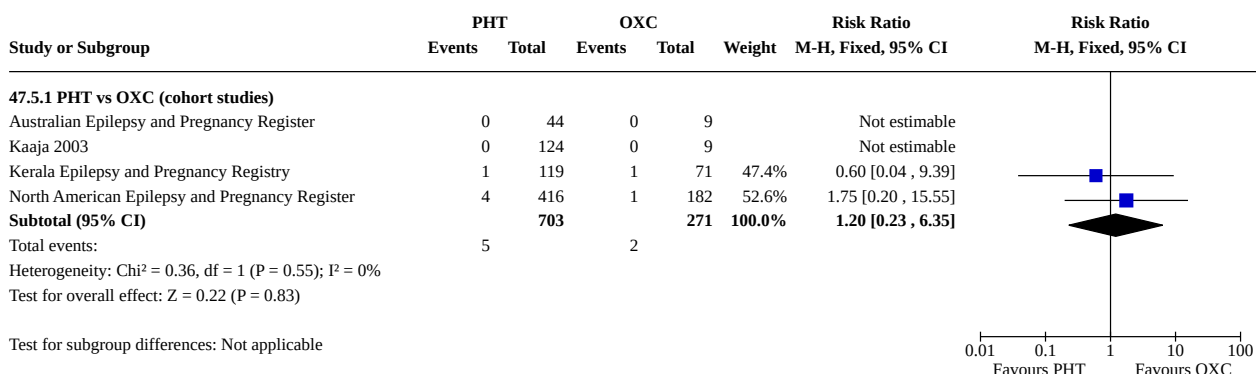 PHT OXC Risk Ratio Risk Ratio
Study or Subgroup Events Total Events Total Weight M-H, Fixed, 95% CI M-H, Fixed, 95% CI
47.5.1 PHT vs OXC (cohort studies)
Australian Epilepsy and Pregnancy Register 0 44 0 9 Not estimable
Kaaja 2003 0 124 0 9 Not estimable
Kerala Epilepsy and Pregnancy Registry 1 119 1 71 47.4% 0.60 [0.04 , 9.39]
North American Epilepsy and Pregnancy Register 4 416 1 182 52.6% 1.75 [0.20 , 15.55]
Subtotal (95% CI) 703 271 100.0% 1.20 [0.23 , 6.35]
Total events: 5 2
Heterogeneity: Chi² = 0.36, df = 1 (P = 0.55); I² = 0%
Test for overall effect: Z = 0.22 (P = 0.83)
Test for subgroup differences: Not applicable
0.01 0.1 1 10 100
Favours PHT Favours OXC